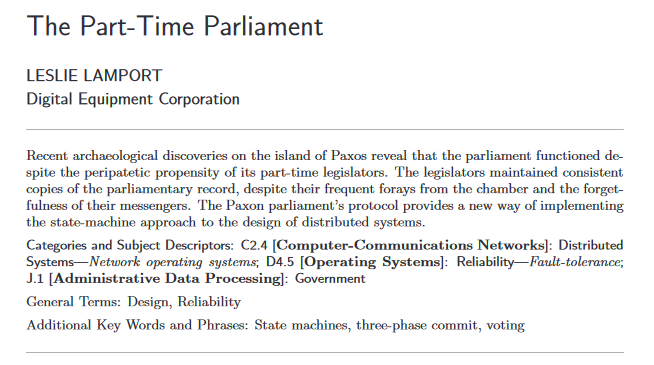 The Part-Time Parliament
LESLIE LAMPORT
Digital Equipment Corporation
Recent archaeological discoveries on the island of Paxos reveal that the parliament functioned de-
spite the peripatetic propensity of its part-time legislators. The legislators maintained consistent
copies of the parliamentary record, despite their frequent forays from the chamber and the forget-
fulness of their messengers. The Paxon parliament's protocol provides a new way of implementing
the state-machine approach to the design of distributed systems.
Categories and Subject Descriptors: C2.4 [Computer-Communications Networks]: Distributed
Systems—Network operating systems; D4.5 [Operating Systems]: Reliability—Fault-tolerance;
J.1 [Administrative Data Processing]: Government
General Terms: Design, Reliability
Additional Key Words and Phrases: State machines, three-phase commit, voting